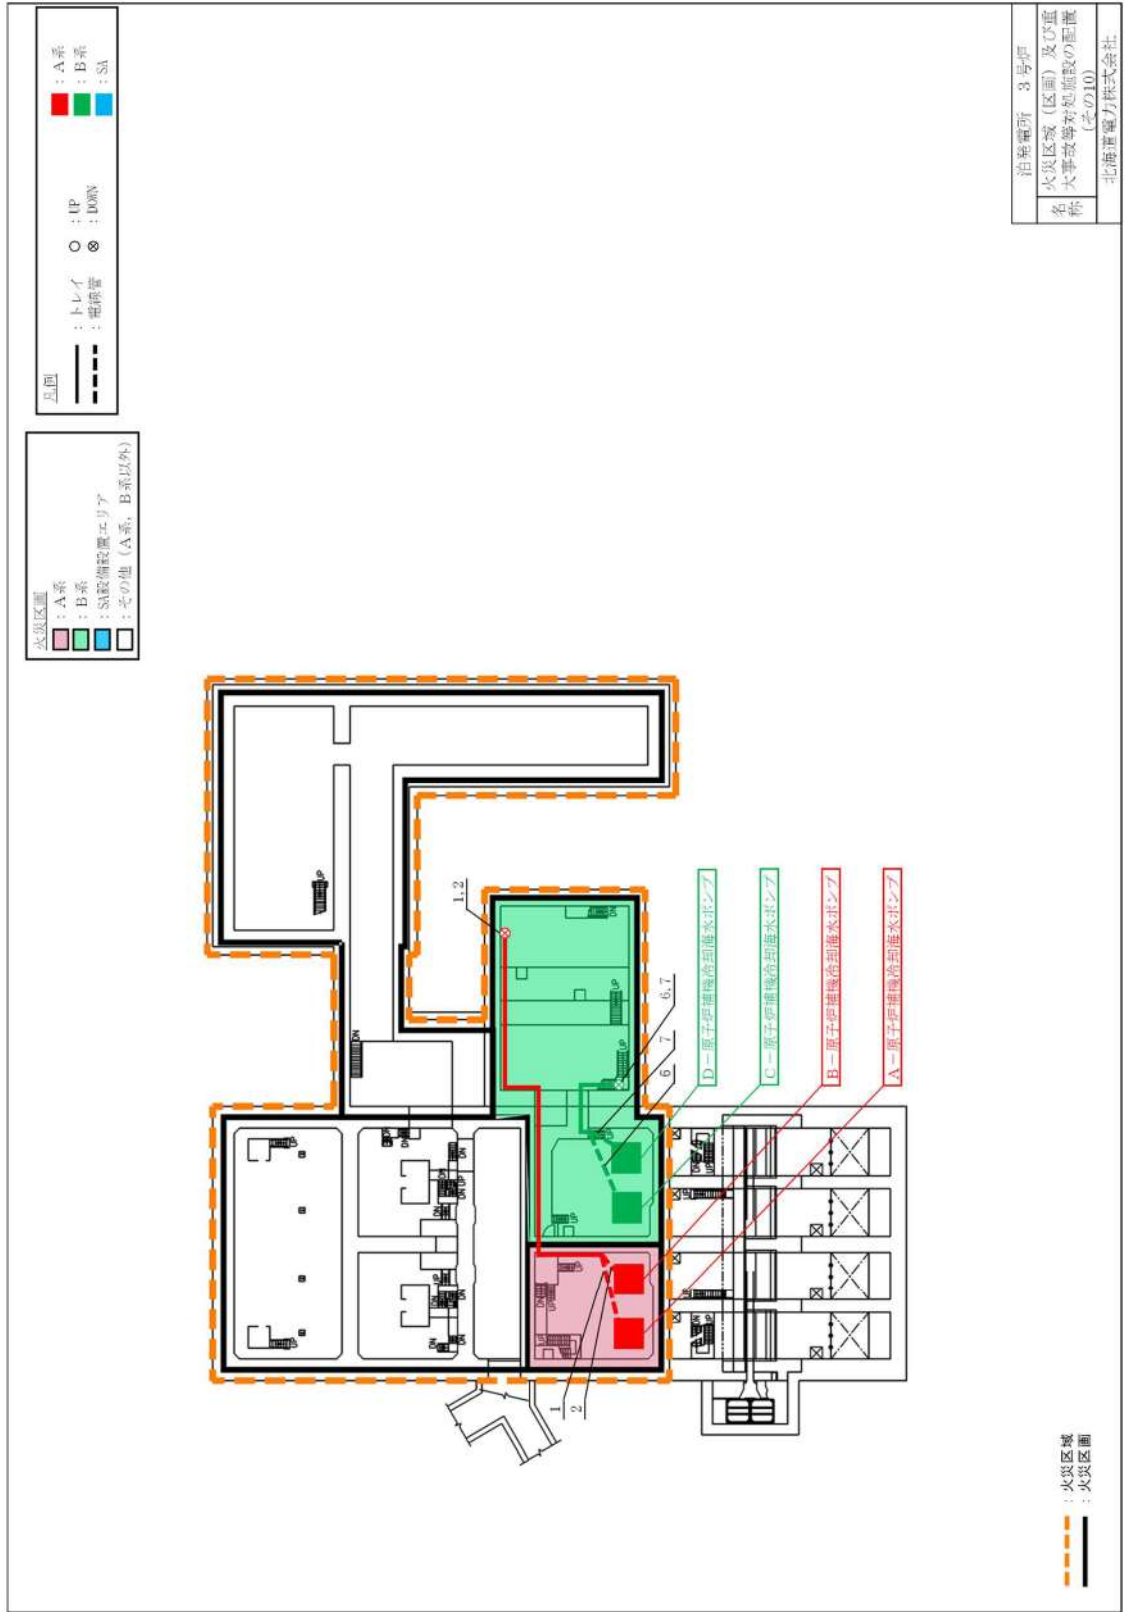 火災区画
：A系
：B系
：SA設備設置エリア
：その他（A系，B系以外）
凡例
：トレイ
：電線管
○：UP
⊗：DOWN
：A系
：B系
：SA
1,2
6,7
7
6
1
2
D－原子炉補機冷却海水ポンプ
C－原子炉補機冷却海水ポンプ
B－原子炉補機冷却海水ポンプ
A－原子炉補機冷却海水ポンプ
UP
DN
：火災区域
：火災区画
泊発電所　3号炉
名称
火災区域（区画）及び重
大事故等対処施設の配置
（その10）
北海道電力株式会社